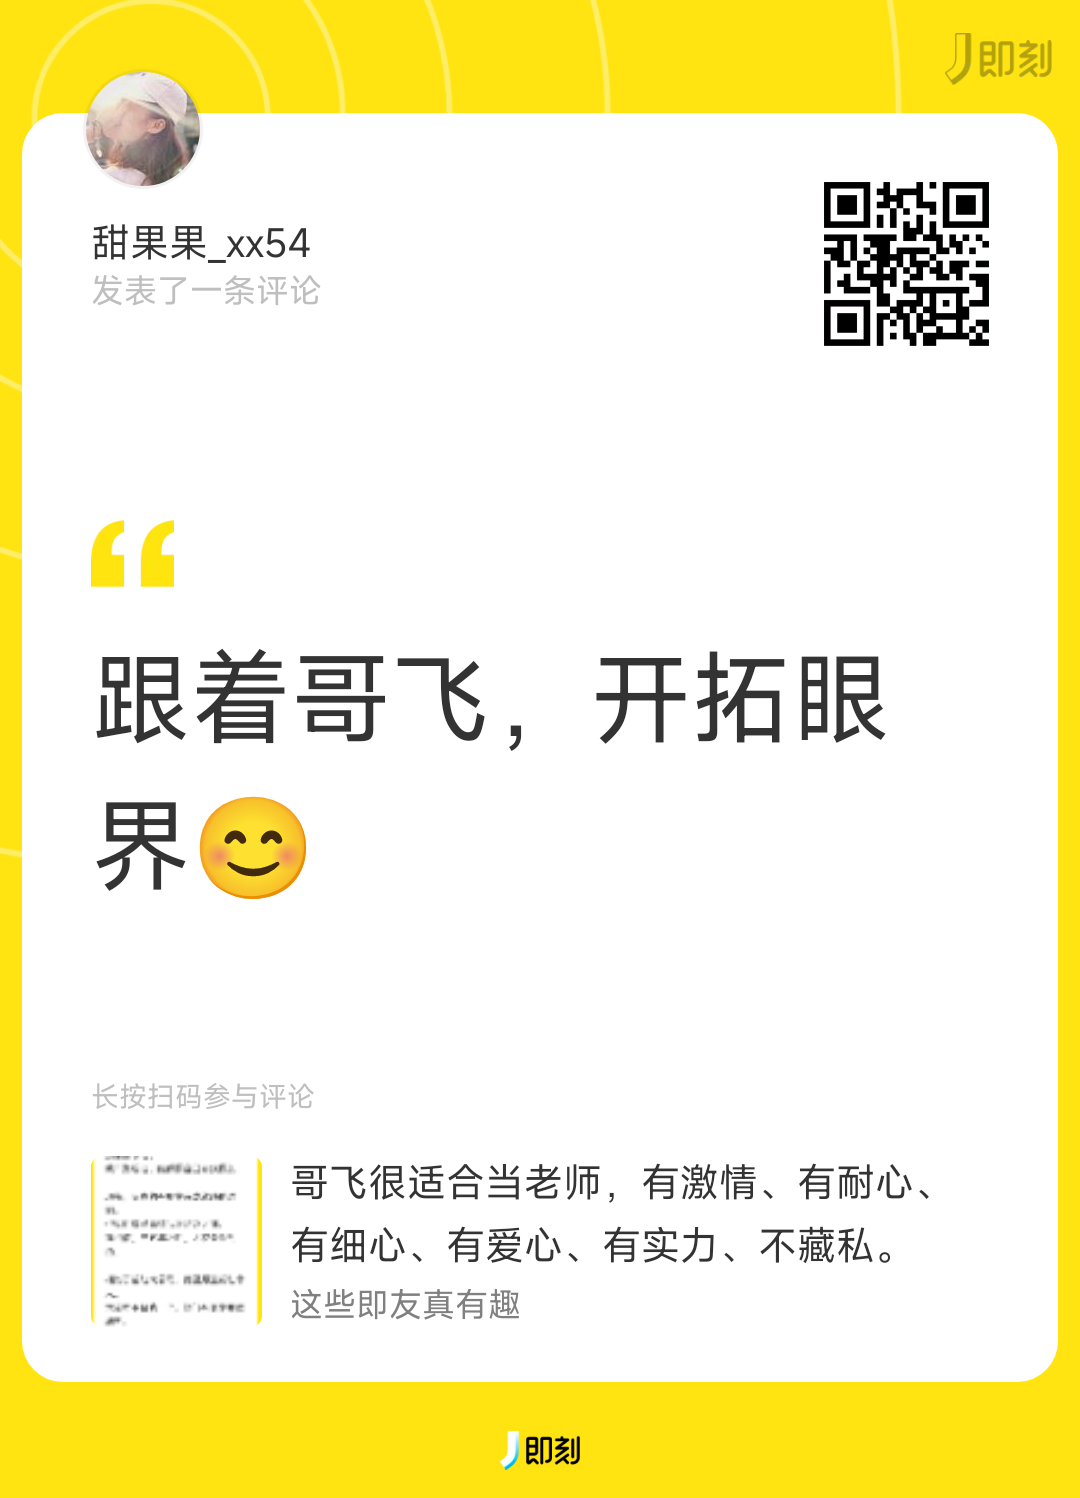 即刻
甜果果_xx54
发表了一条评论
跟着哥飞，开拓眼
界😊
长按扫码参与评论
哥飞很适合当老师，有激情、有耐心、
有细心、有爱心、有实力、不藏私。
这些即友真有趣
即刻